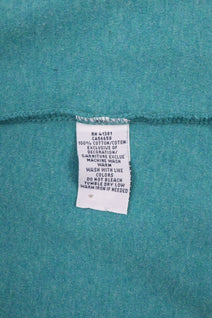 RN 41381
CA56659
100% COTTON/COTON
EXCLUSIVE OF
DECORATION/
GARNITURE EXCLUE
MACHINE WASH
WARM
WASH WITH LIKE
COLORS
DO NOT BLEACH
TUMBLE DRY LOW
WARM IRON IF NEEDED